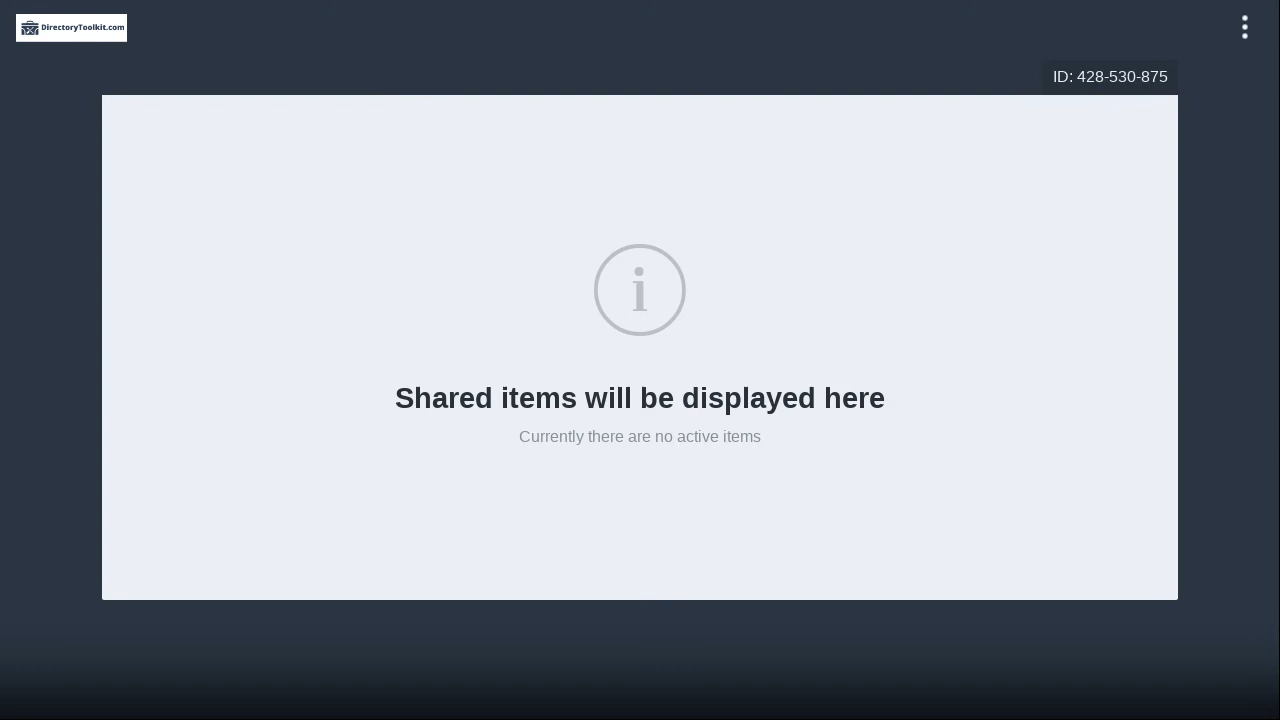 DirectoryToolkit.com
ID: 428-530-875
i
Shared items will be displayed here
Currently there are no active items